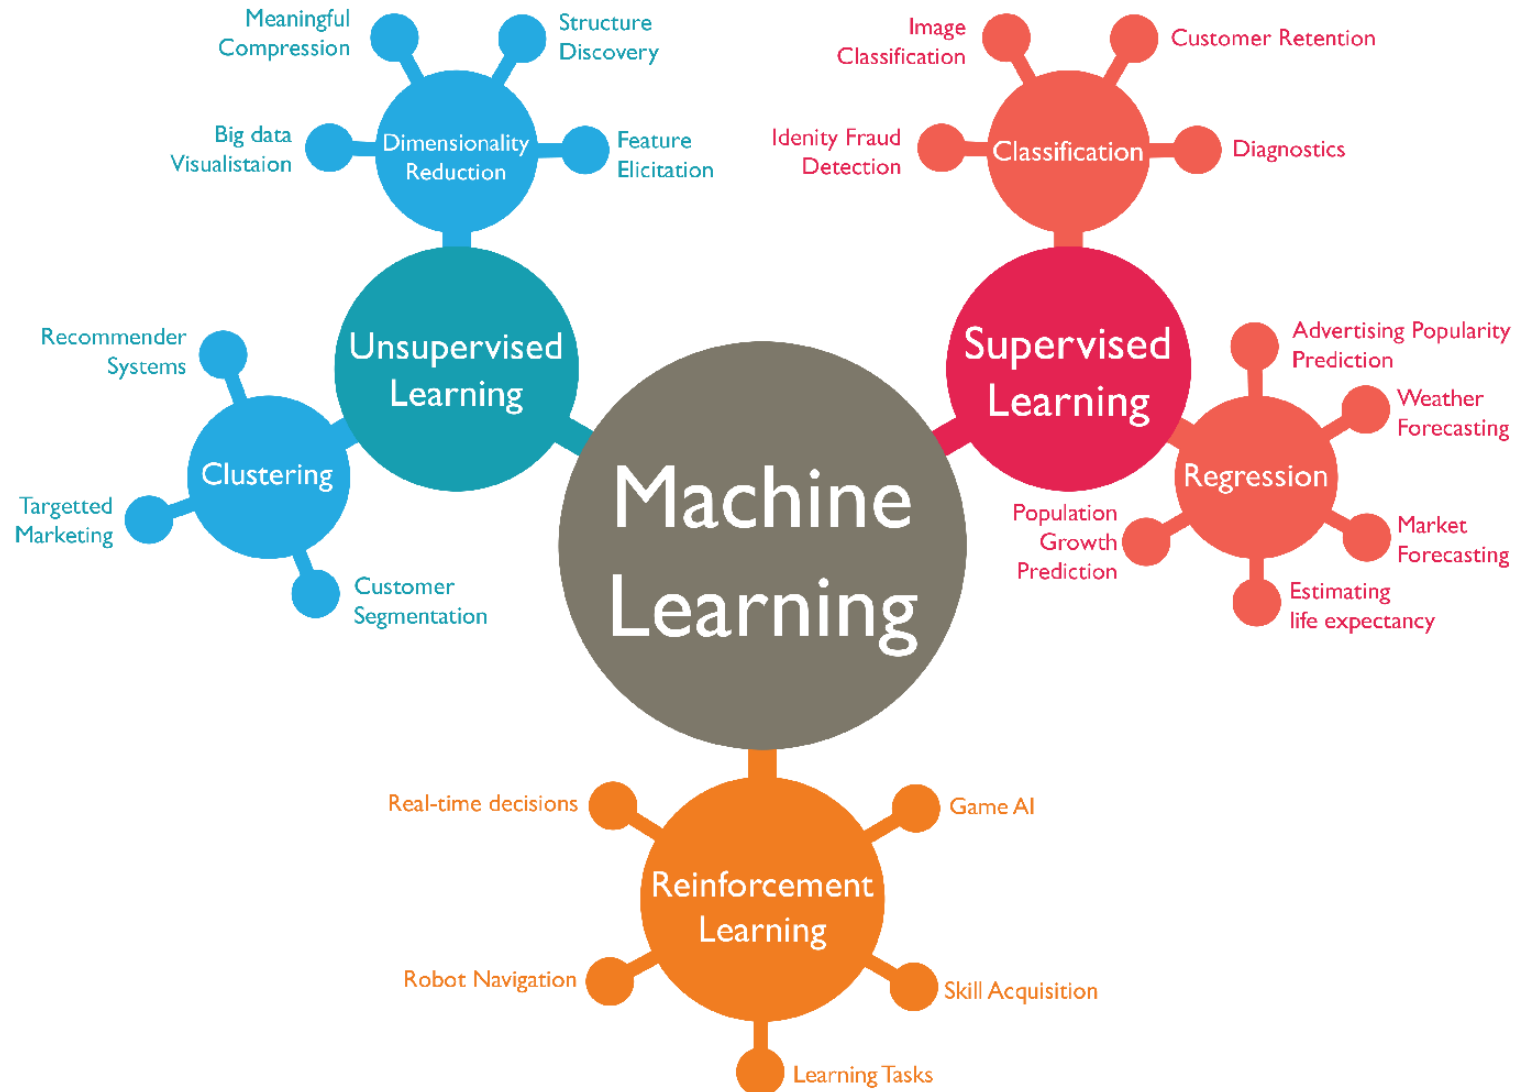 Meaningful
Compression
Structure
Discovery
Big data
Visualistaion
Dimensionality
Reduction
Feature
Elicitation
Image
Classification
Customer Retention
Idenity Fraud
Detection
Classification
Diagnostics
Unsupervised
Learning
Recommender
Systems
Clustering
Targetted
Marketing
Customer
Segmentation
Supervised
Learning
Advertising Popularity
Prediction
Weather
Forecasting
Regression
Population
Growth
Prediction
Market
Forecasting
Estimating
life expectancy
Machine
Learning
Real-time decisions
Game AI
Reinforcement
Learning
Robot Navigation
Skill Acquisition
Learning Tasks